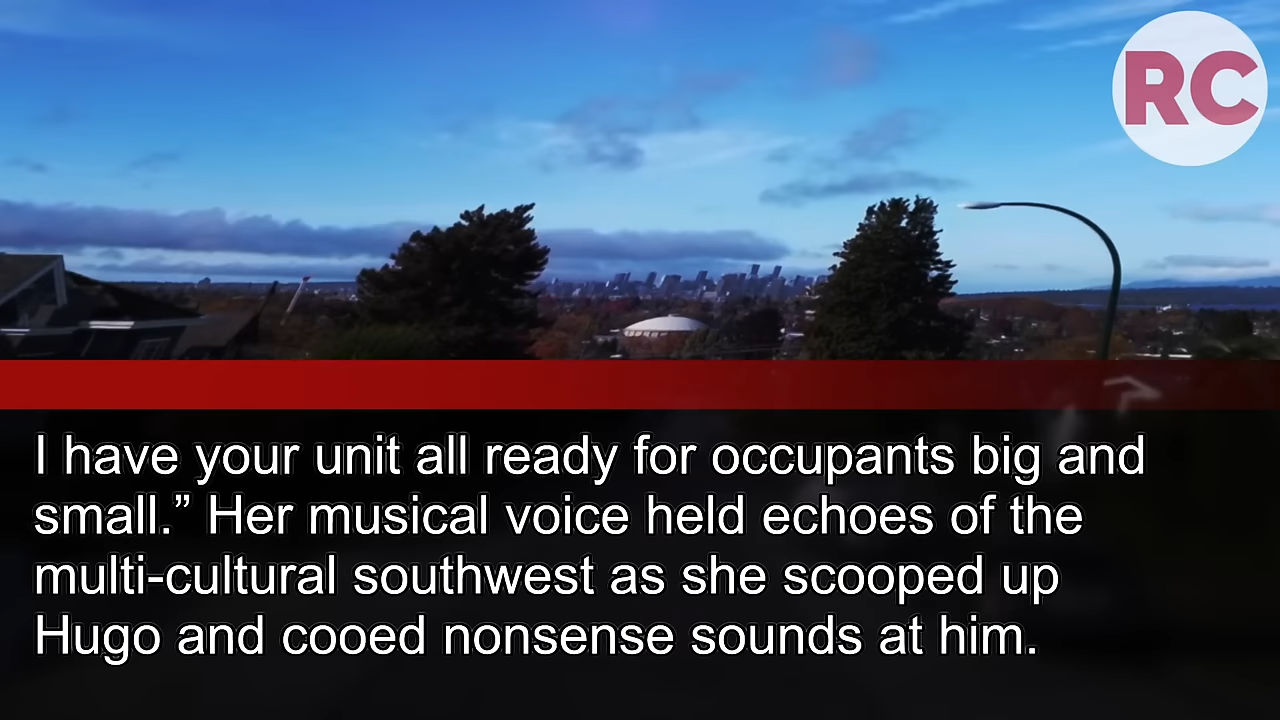 RC
I have your unit all ready for occupants big and
small.” Her musical voice held echoes of the
multi-cultural southwest as she scooped up
Hugo and cooed nonsense sounds at him.